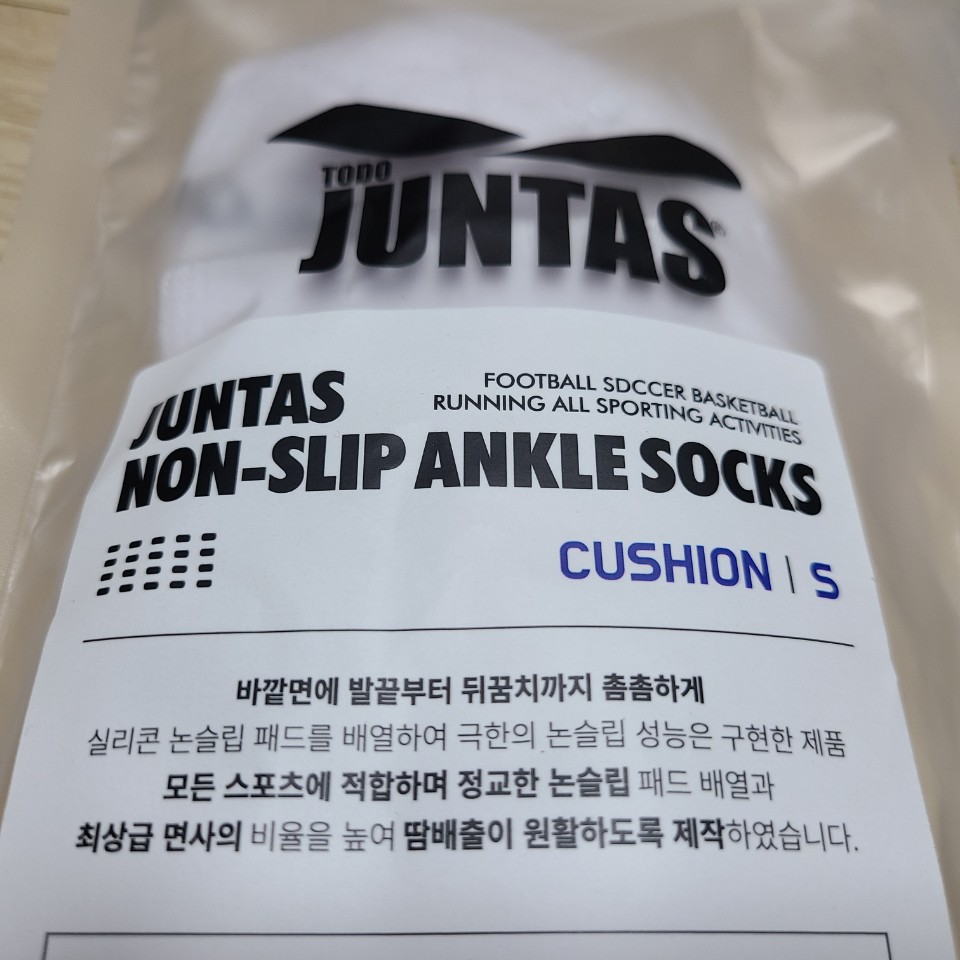 TODO
JUNTAS®
JUNTAS
FOOTBALL SDCCER BASKETBALL
RUNNING ALL SPORTING ACTIVITIES
NON-SLIP ANKLE SOCKS
CUSHION | S
바깥면에 발끝부터 뒤꿈치까지 촘촘하게
실리콘 논슬립 패드를 배열하여 극한의 논슬립 성능은 구현한 제품
모든 스포츠에 적합하며 정교한 논슬립 패드 배열과
최상급 면사의 비율을 높여 땀배출이 원활하도록 제작하였습니다.